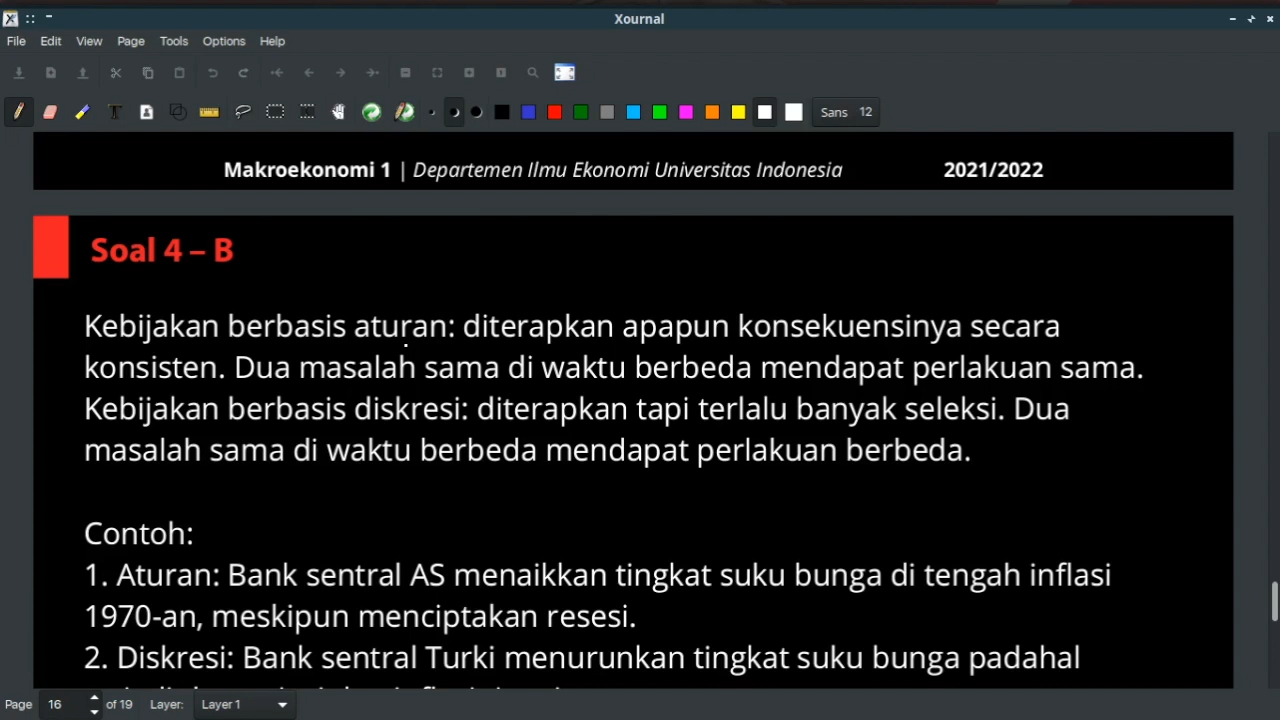 Xournal
File Edit View Page Tools Options Help
Sans 12
Makroekonomi 1 | Departemen Ilmu Ekonomi Universitas Indonesia 2021/2022
Soal 4 – B
Kebijakan berbasis aturan: diterapkan apapun konsekuensinya secara
konsisten. Dua masalah sama di waktu berbeda mendapat perlakuan sama.
Kebijakan berbasis diskresi: diterapkan tapi terlalu banyak seleksi. Dua
masalah sama di waktu berbeda mendapat perlakuan berbeda.
Contoh:
1. Aturan: Bank sentral AS menaikkan tingkat suku bunga di tengah inflasi
1970-an, meskipun menciptakan resesi.
2. Diskresi: Bank sentral Turki menurunkan tingkat suku bunga padahal
Page 16 of 19 Layer: Layer 1